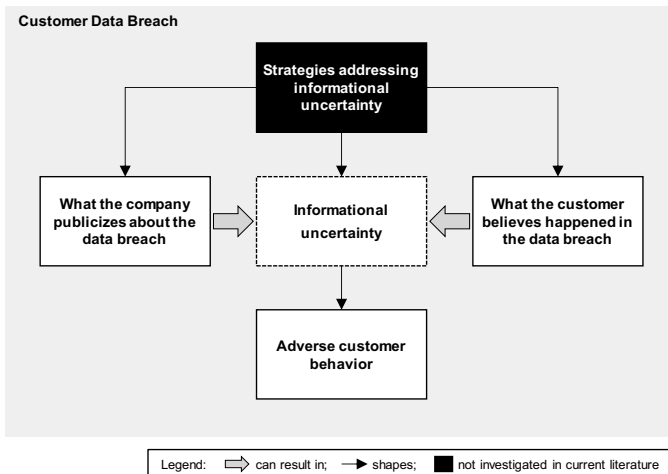 Customer Data Breach
Strategies addressing
informational
uncertainty
What the company
publicizes about the
data breach
Informational
uncertainty
What the customer
believes happened in
the data breach
Adverse customer
behavior
Legend: can result in; shapes; not investigated in current literature